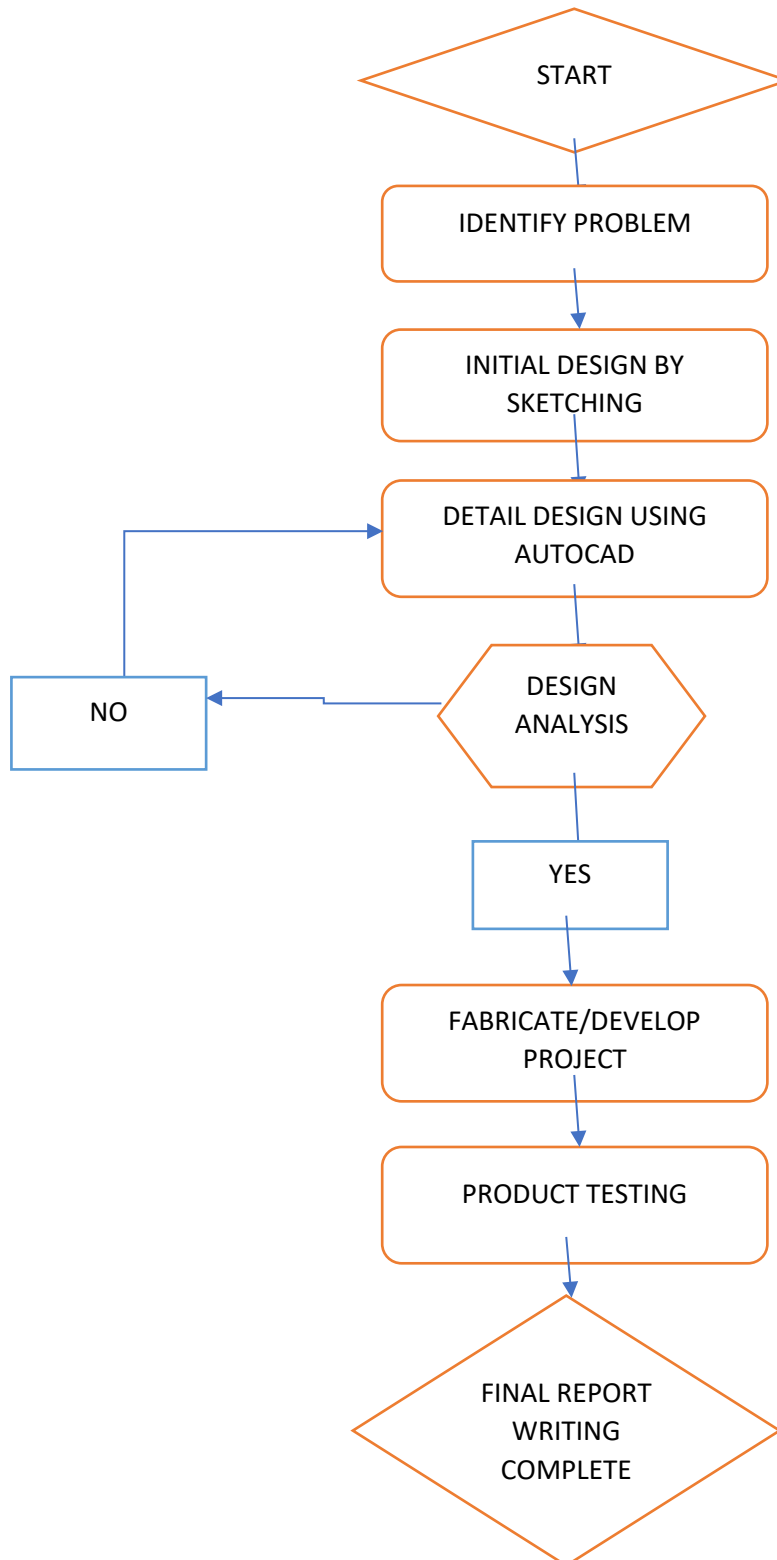 START
IDENTIFY PROBLEM
INITIAL DESIGN BY
SKETCHING
DETAIL DESIGN USING
AUTOCAD
NO
DESIGN
ANALYSIS
YES
FABRICATE/DEVELOP
PROJECT
PRODUCT TESTING
FINAL REPORT
WRITING
COMPLETE